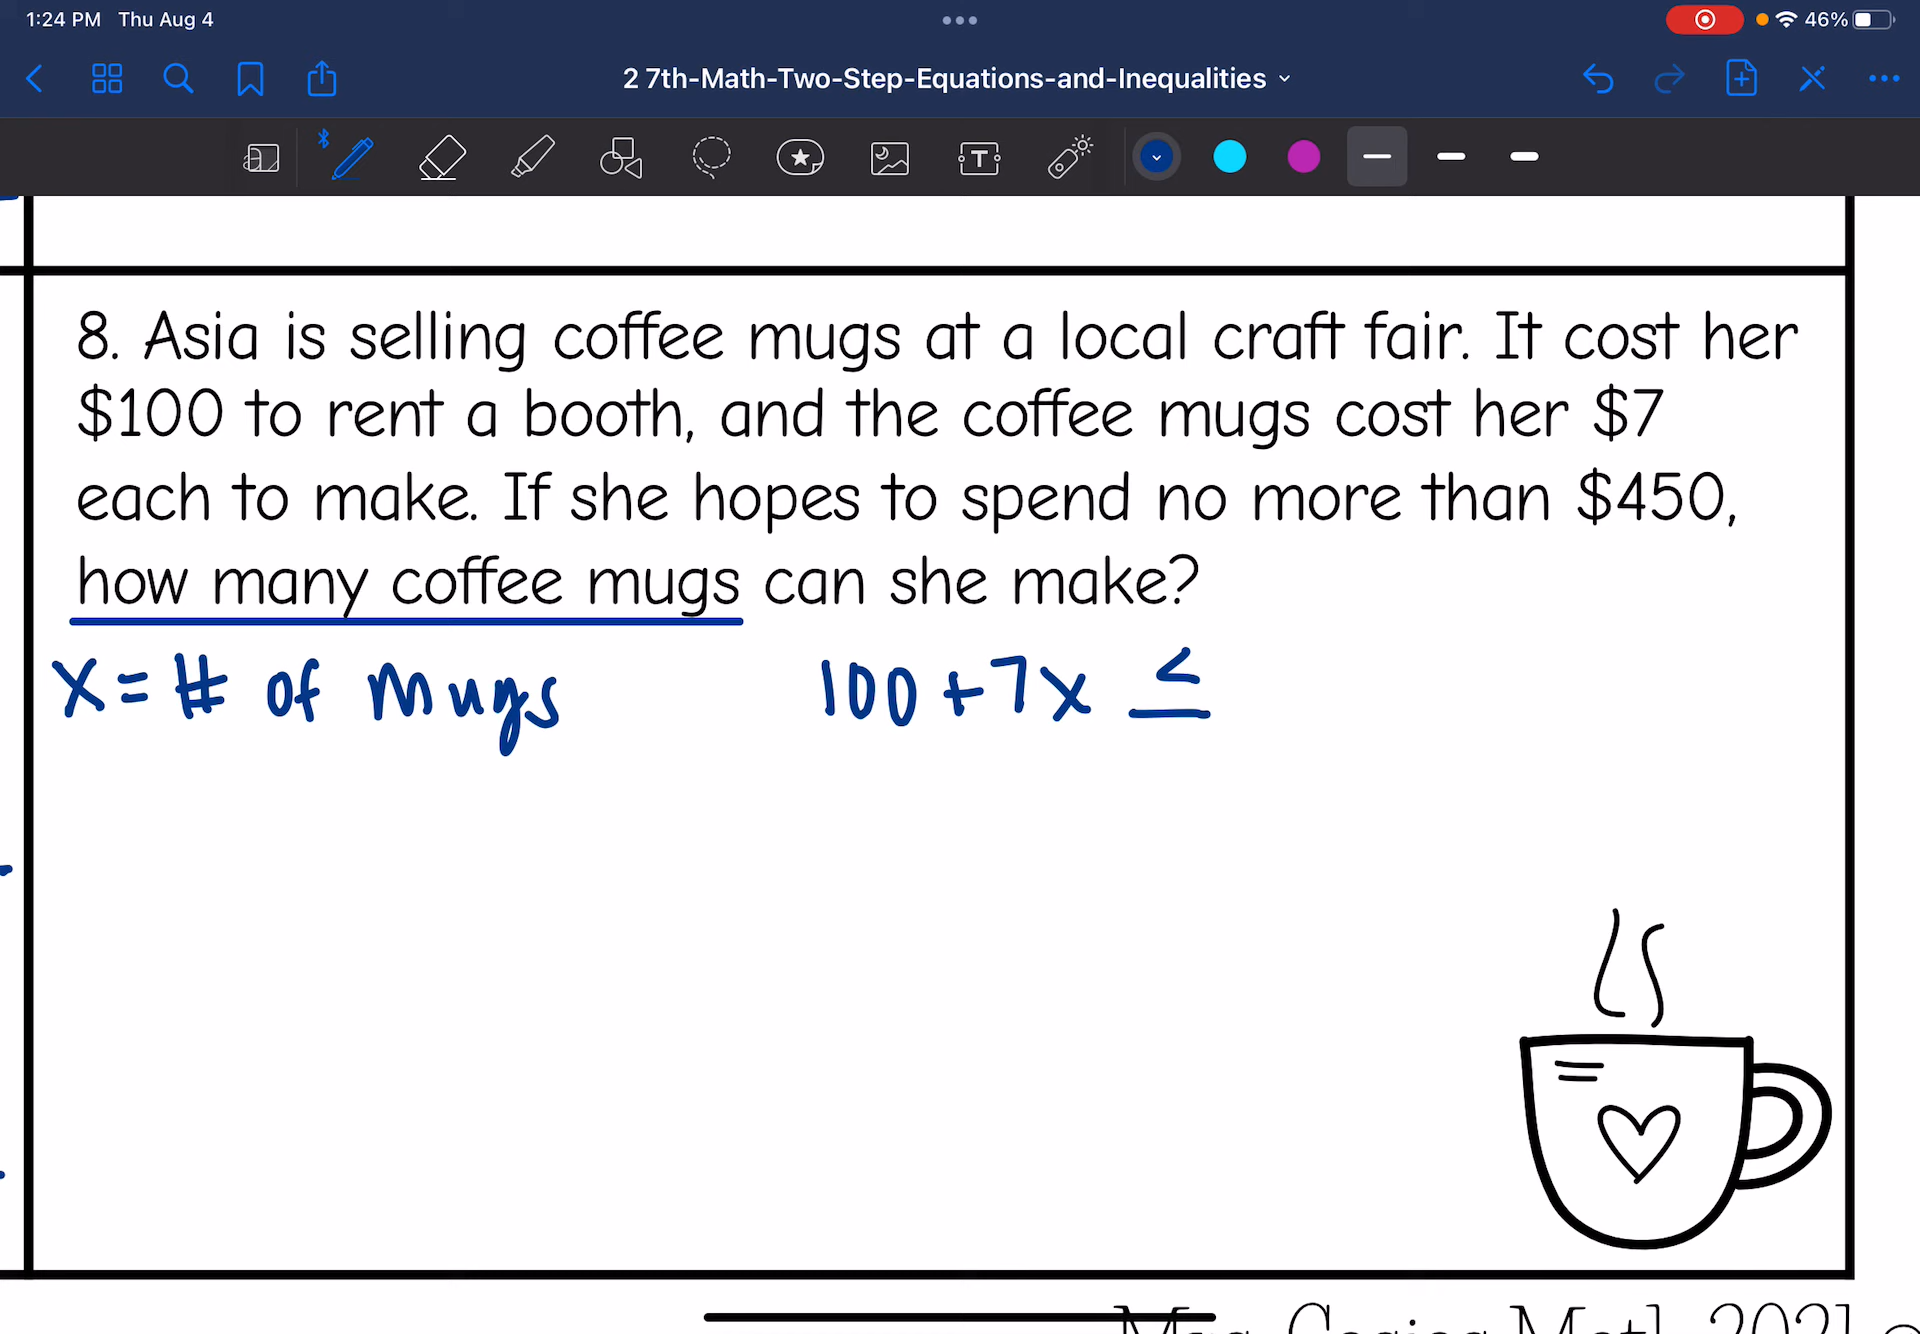 1:24 PM Thu Aug 4
46%
2 7th-Math-Two-Step-Equations-and-Inequalities
T
8. Asia is selling coffee mugs at a local craft fair. It cost her
$100 to rent a booth, and the coffee mugs cost her $7
each to make. If she hopes to spend no more than $450,
how many coffee mugs can she make?
x = # of mugs
100 + 7x ≤
2021